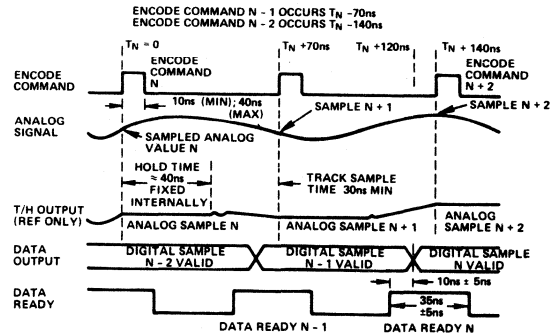 ENCODE COMMAND N - 1 OCCURS TN -70ns
ENCODE COMMAND N - 2 OCCURS TN -140ns
TN = 0
TN +70ns
TN +120ns
TN + 140ns
ENCODE
COMMAND
ENCODE
COMMAND
N
ENCODE
COMMAND
N + 2
10ns (MIN); 40ns
(MAX)
SAMPLE N + 1
SAMPLE N + 2
ANALOG
SIGNAL
SAMPLED ANALOG
VALUE N
HOLD TIME
≈ 40ns
FIXED
INTERNALLY
TRACK SAMPLE
TIME 30ns MIN
T/H OUTPUT
(REF ONLY)
ANALOG SAMPLE N
ANALOG SAMPLE N + 1
ANALOG
SAMPLE N + 2
DATA
OUTPUT
DIGITAL SAMPLE
N - 2 VALID
DIGITAL SAMPLE
N - 1 VALID
DIGITAL SAMPLE
N VALID
10ns ± 5ns
DATA
READY
35ns
±5ns
DATA READY N - 1
DATA READY N